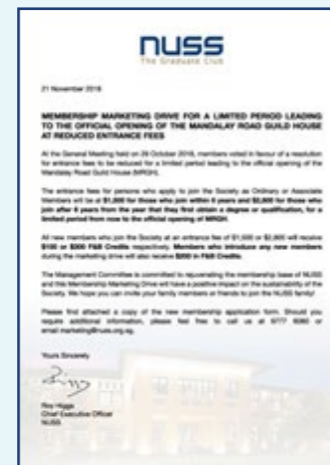 NUSS
The Graduate Club
21 November 2018
MEMBERSHIP MARKETING DRIVE FOR A LIMITED PERIOD LEADING
TO THE OFFICIAL OPENING OF THE MANDALAY ROAD GUILD HOUSE
AT REDUCED ENTRANCE FEES
At the General Meeting held on 29 October 2018, members voted in favour of a resolution
for entrance fees to be reduced for a limited period leading to the official opening of the
Mandalay Road Guild House (MRGH).
The entrance fees for persons who apply to join the Society as Ordinary or Associate
Members will be at $1,000 for those who join within 5 years and $2,800 for those who
join after 5 years from the year that they first obtain a degree or qualification, for a
limited period from now to the official opening of MRGH.
All new members who join the Society at an entrance fee of $1,000 or $2,800 will receive
$100 or $300 F&B Credits respectively. Members who introduce any new members
during the marketing drive will also receive $200 in F&B Credits.
The Management Committee is committed to rejuvenating the membership base of NUSS
and this Membership Marketing Drive will have a positive impact on the sustainability of the
Society. We hope you can invite your family members or friends to join the NUSS family!
Please find attached a copy of the new membership application form. Should you
require additional information, please feel free to call us at
email marketing@nuss.org.sg.
Yours Sincerely
Roy Higgs
Chief Executive Officer
NUSS